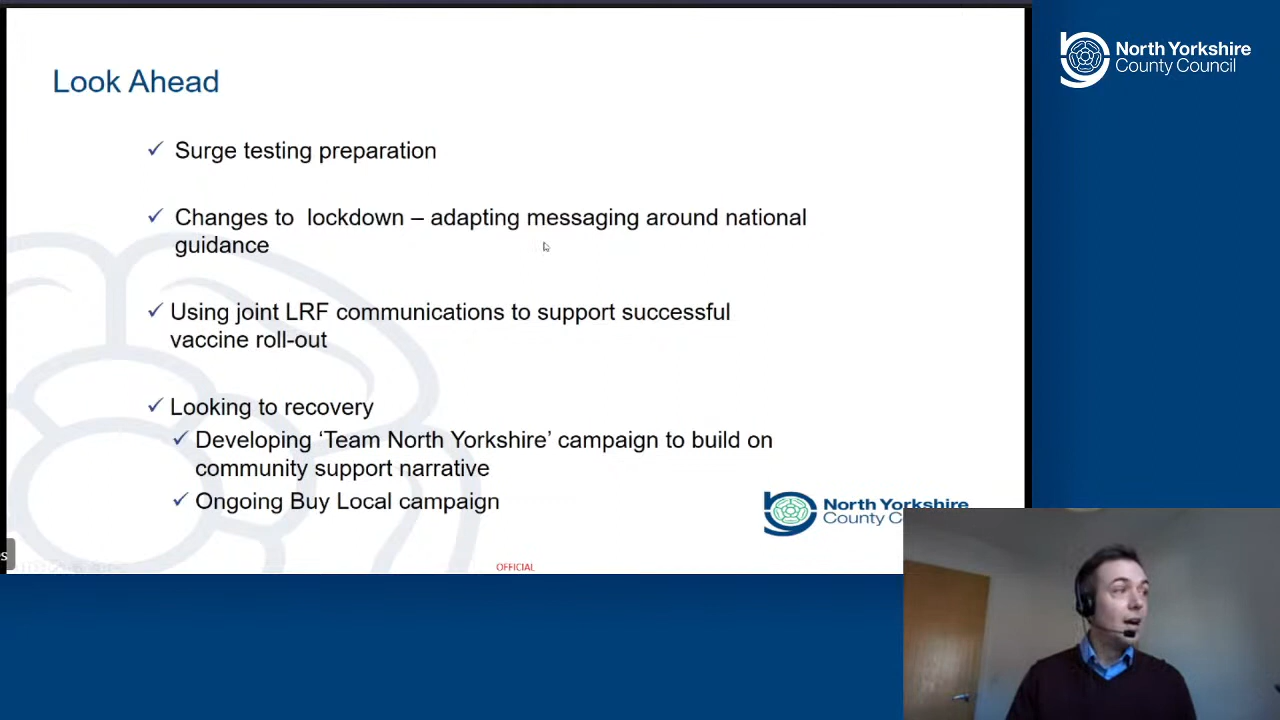 North Yorkshire
County Council
Look Ahead
✓ Surge testing preparation
✓ Changes to  lockdown – adapting messaging around national
guidance
✓ Using joint LRF communications to support successful
vaccine roll-out
✓ Looking to recovery
✓ Developing ‘Team North Yorkshire’ campaign to build on
community support narrative
✓ Ongoing Buy Local campaign
North Yorkshire
County
OFFICIAL